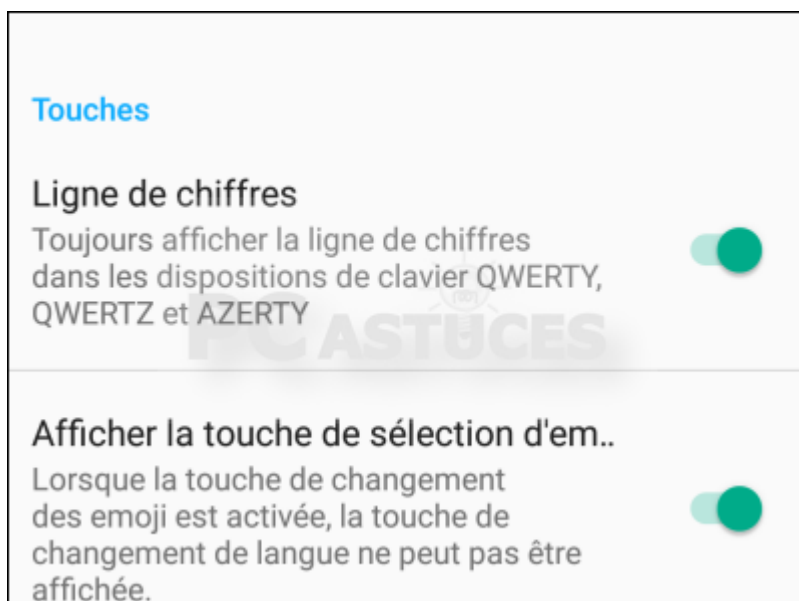 Touches
Ligne de chiffres
Toujours afficher la ligne de chiffres
dans les dispositions de clavier QWERTY,
QWERTZ et AZERTY
PC ASTUCES
Afficher la touche de sélection d'em..
Lorsque la touche de changement
des emoji est activée, la touche de
changement de langue ne peut pas être
affichée.